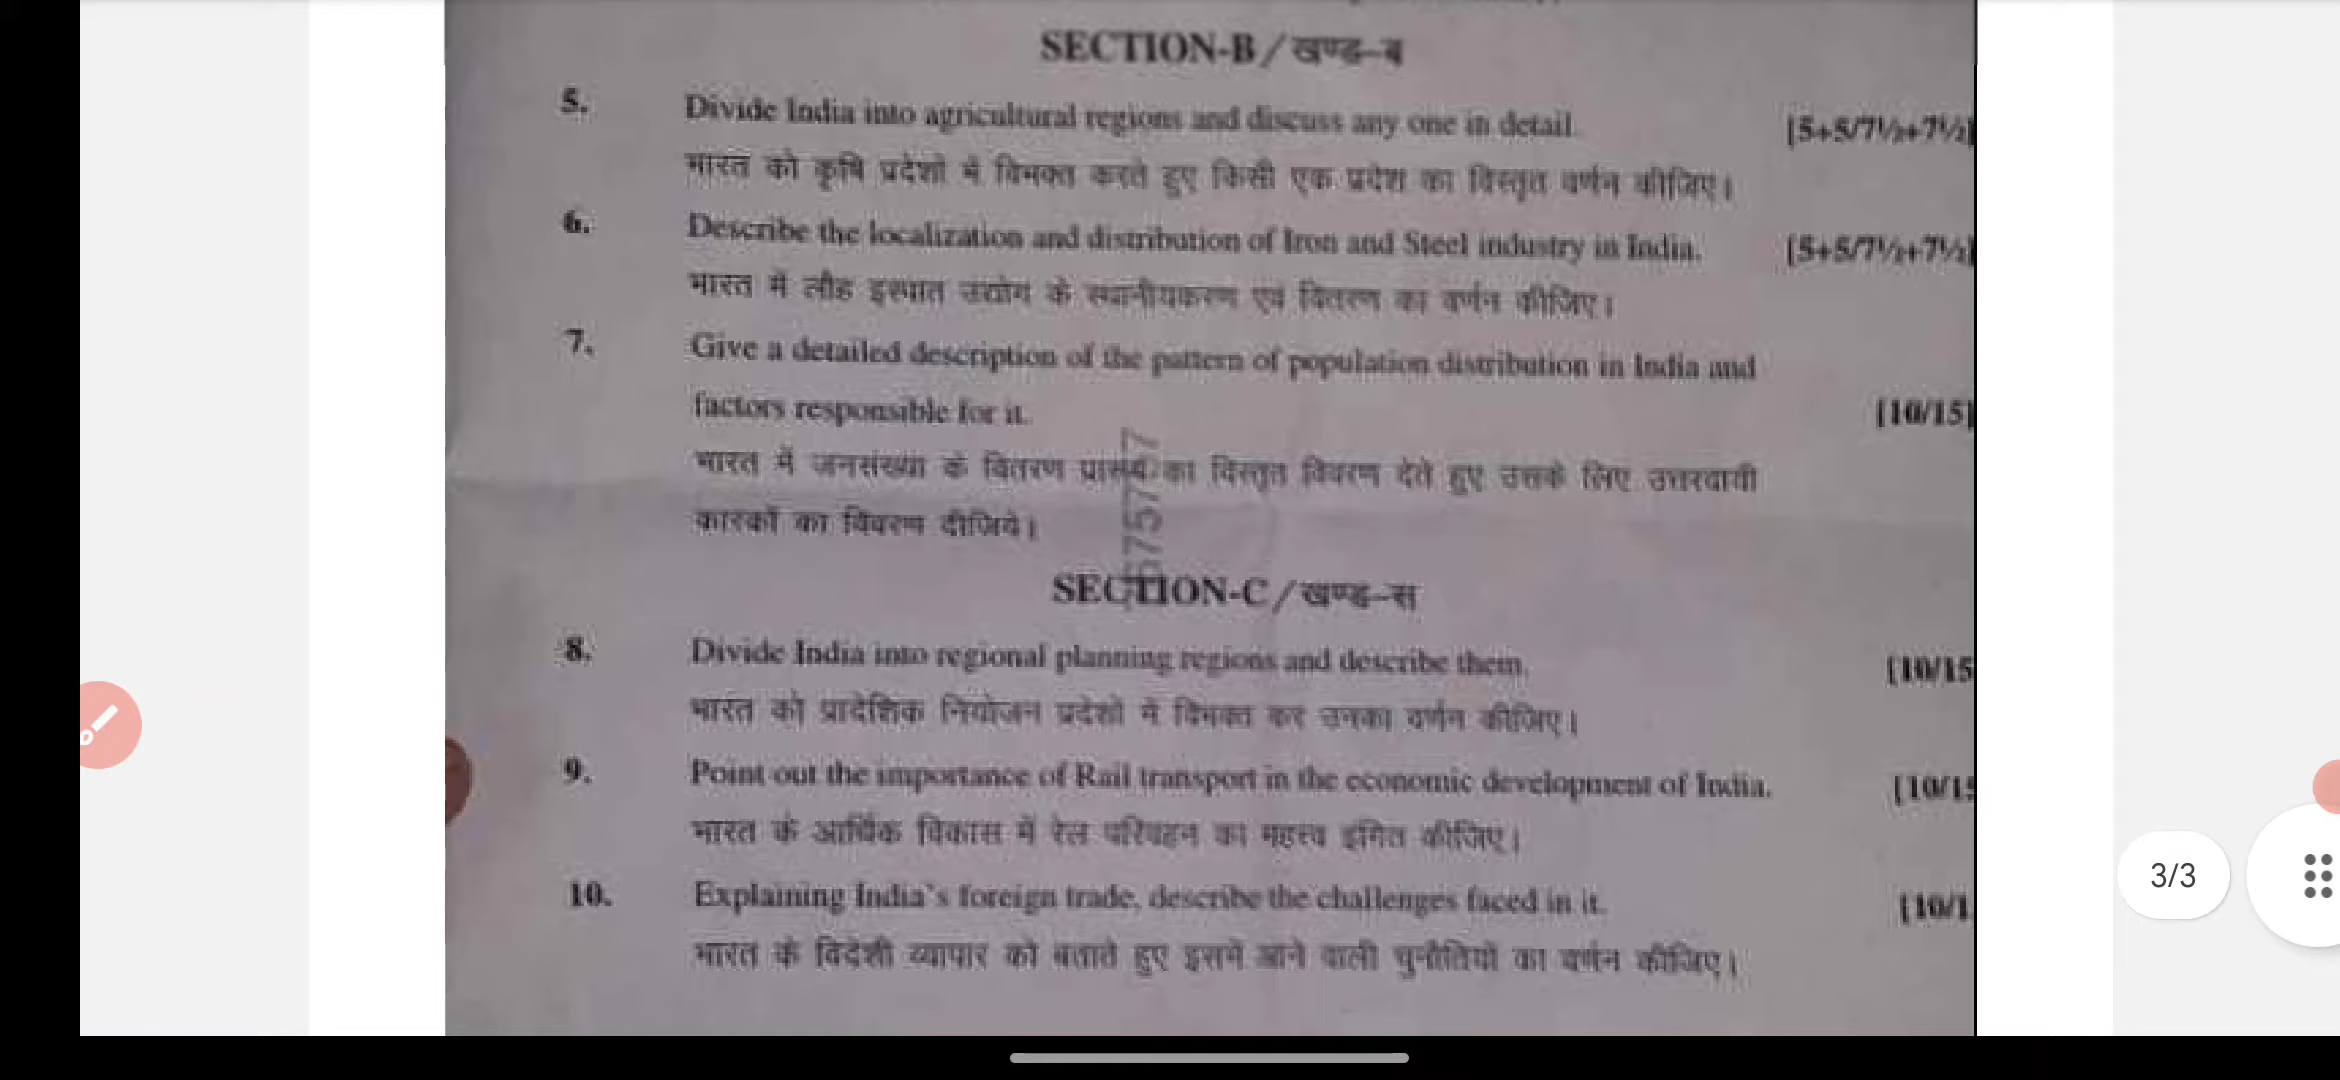 SECTION-B / खण्ड–ब
5. Divide India into agricultural regions and discuss any one in detail. [5+5/7½+7½]
भारत को कृषि प्रदेशों में विभक्त करते हुए किसी एक प्रदेश का विस्तृत वर्णन कीजिए।
6. Describe the localization and distribution of Iron and Steel industry in India. [5+5/7½+7½]
भारत में लौह इस्पात उद्योग के स्थानीयकरण एवं वितरण का वर्णन कीजिए।
7. Give a detailed description of the pattern of population distribution in India and
factors responsible for it. [10/15]
भारत में जनसंख्या के वितरण प्रारूप का विस्तृत विवरण देते हुए उसके लिए उत्तरदायी
कारकों का विवरण दीजिये।
SECTION-C / खण्ड–स
8. Divide India into regional planning regions and describe them. [10/15
भारत को प्रादेशिक नियोजन प्रदेशों में विभक्त कर उनका वर्णन कीजिए।
9. Point out the importance of Rail transport in the economic development of India. [10/15
भारत के आर्थिक विकास में रेल परिवहन का महत्त्व इंगित कीजिए।
10. Explaining India's foreign trade, describe the challenges faced in it. [10/1
भारत के विदेशी व्यापार को बताते हुए इसमें आने वाली चुनौतियों का वर्णन कीजिए।
3/3